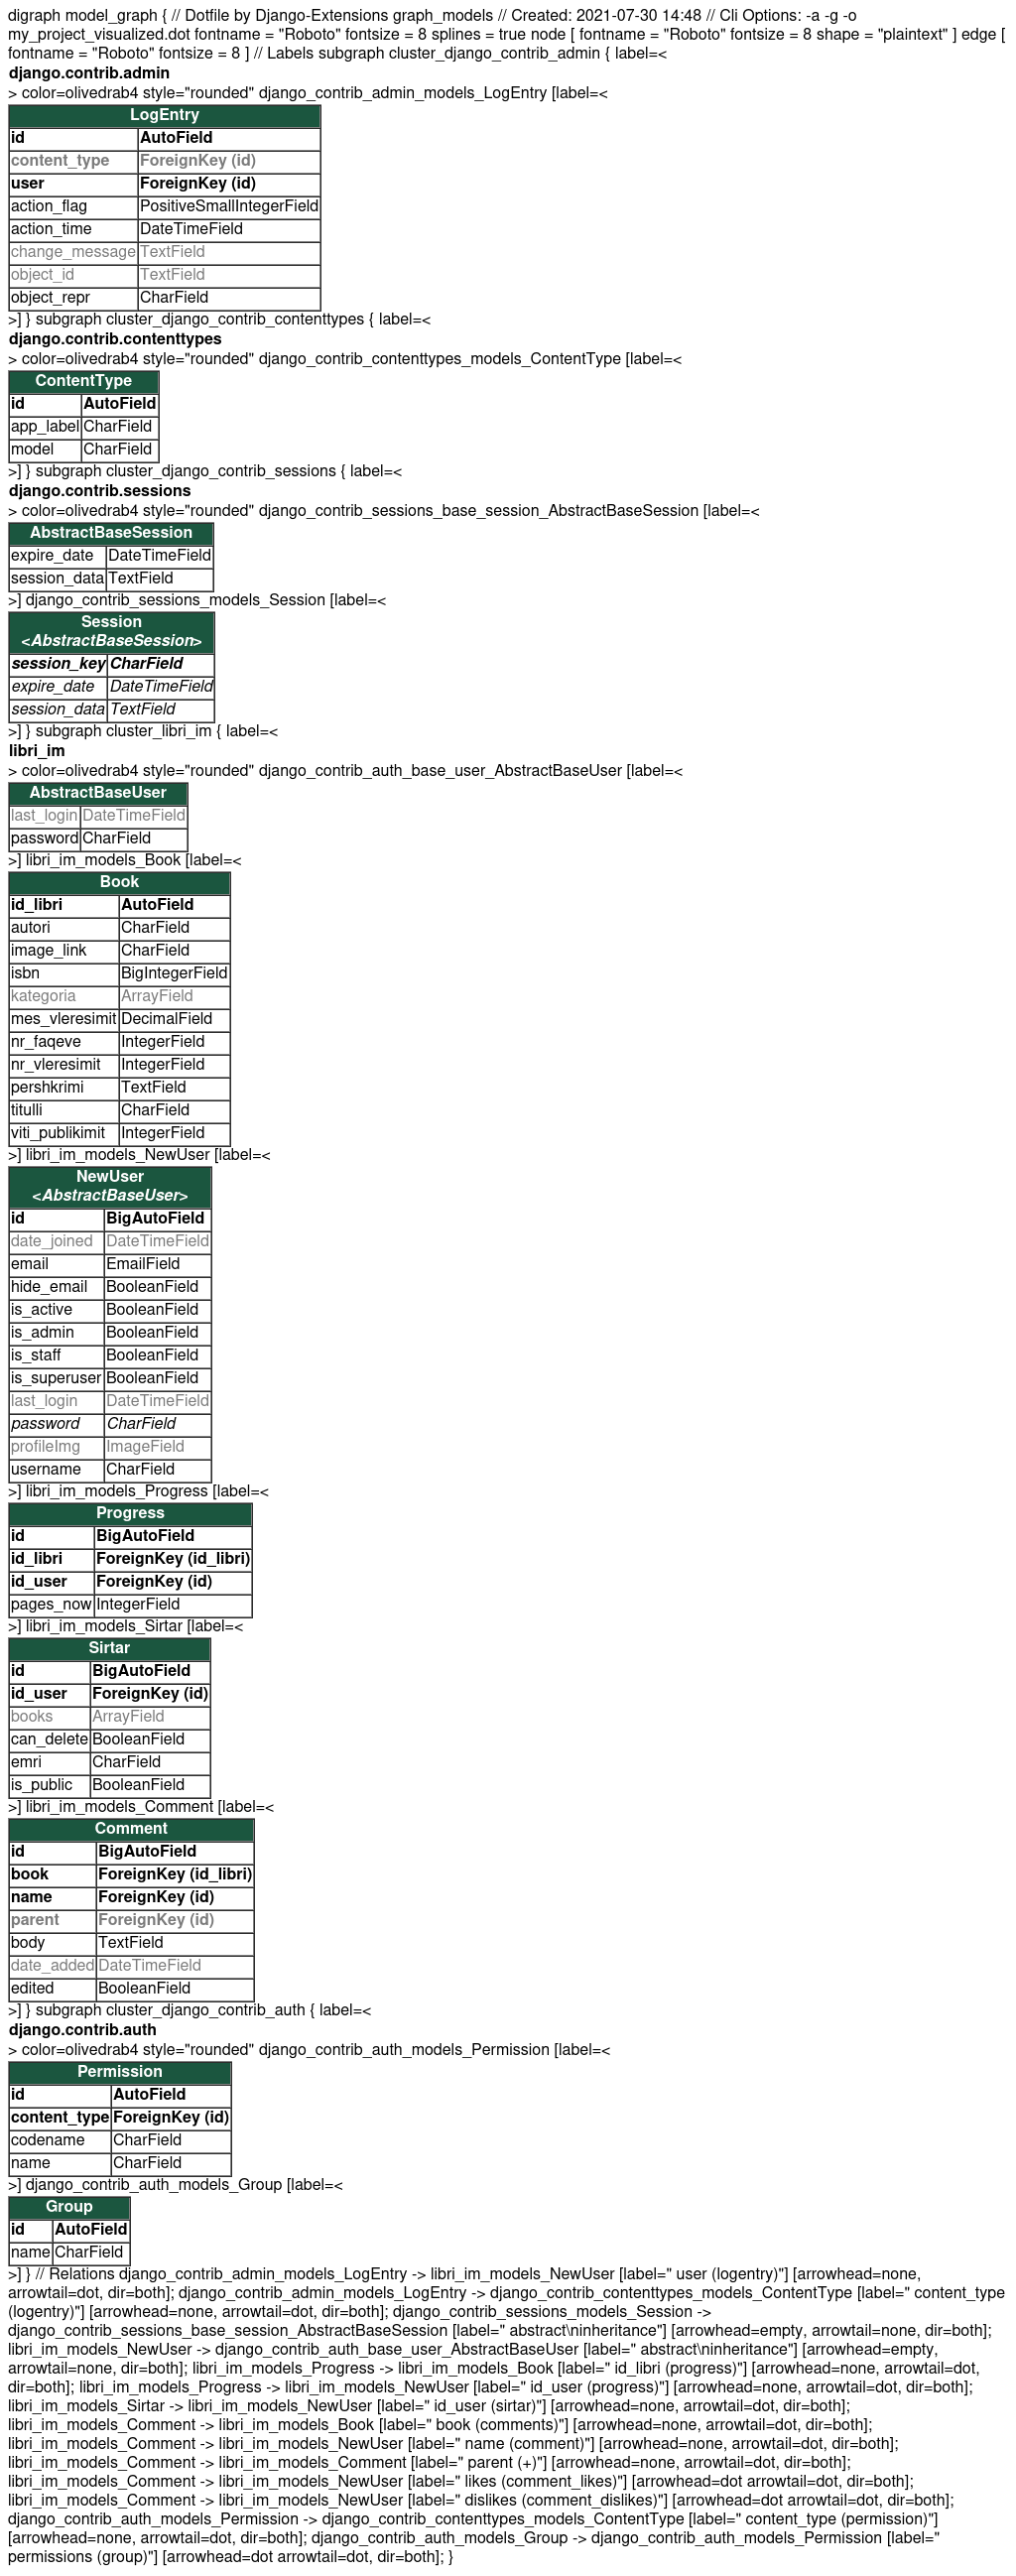 digraph model_graph { // Dotfile by Django-Extensions graph_models // Created: 2021-07-30 14:48 // Cli Options: -a -g -o
my_project_visualized.dot fontname = "Roboto" fontsize = 8 splines = true node [ fontname = "Roboto" fontsize = 8 shape = "plaintext" ] edge [
fontname = "Roboto" fontsize = 8 ] // Labels subgraph cluster_django_contrib_admin { label=<
django.contrib.admin
> color=olivedrab4 style="rounded" django_contrib_admin_models_LogEntry [label=<
LogEntry
id AutoField
content_type ForeignKey (id)
user ForeignKey (id)
action_flag PositiveSmallIntegerField
action_time DateTimeField
change_message TextField
object_id TextField
object_repr CharField
>] } subgraph cluster_django_contrib_contenttypes { label=<
django.contrib.contenttypes
> color=olivedrab4 style="rounded" django_contrib_contenttypes_models_ContentType [label=<
ContentType
id AutoField
app_label CharField
model CharField
>] } subgraph cluster_django_contrib_sessions { label=<
django.contrib.sessions
> color=olivedrab4 style="rounded" django_contrib_sessions_base_session_AbstractBaseSession [label=<
AbstractBaseSession
expire_date DateTimeField
session_data TextField
>] django_contrib_sessions_models_Session [label=<
Session
<AbstractBaseSession>
session_key CharField
expire_date DateTimeField
session_data TextField
>] } subgraph cluster_libri_im { label=<
libri_im
> color=olivedrab4 style="rounded" django_contrib_auth_base_user_AbstractBaseUser [label=<
AbstractBaseUser
last_login DateTimeField
password CharField
>] libri_im_models_Book [label=<
Book
id_libri AutoField
autori CharField
image_link CharField
isbn BigIntegerField
kategoria ArrayField
mes_vleresimit DecimalField
nr_faqeve IntegerField
nr_vleresimit IntegerField
pershkrimi TextField
titulli CharField
viti_publikimit IntegerField
>] libri_im_models_NewUser [label=<
NewUser
<AbstractBaseUser>
id BigAutoField
date_joined DateTimeField
email EmailField
hide_email BooleanField
is_active BooleanField
is_admin BooleanField
is_staff BooleanField
is_superuser BooleanField
last_login DateTimeField
password CharField
profileImg ImageField
username CharField
>] libri_im_models_Progress [label=<
Progress
id BigAutoField
id_libri ForeignKey (id_libri)
id_user ForeignKey (id)
pages_now IntegerField
>] libri_im_models_Sirtar [label=<
Sirtar
id BigAutoField
id_user ForeignKey (id)
books ArrayField
can_delete BooleanField
emri CharField
is_public BooleanField
>] libri_im_models_Comment [label=<
Comment
id BigAutoField
book ForeignKey (id_libri)
name ForeignKey (id)
parent ForeignKey (id)
body TextField
date_added DateTimeField
edited BooleanField
>] } subgraph cluster_django_contrib_auth { label=<
django.contrib.auth
> color=olivedrab4 style="rounded" django_contrib_auth_models_Permission [label=<
Permission
id AutoField
content_type ForeignKey (id)
codename CharField
name CharField
>] django_contrib_auth_models_Group [label=<
Group
id AutoField
name CharField
>] } // Relations django_contrib_admin_models_LogEntry -> libri_im_models_NewUser [label=" user (logentry)"] [arrowhead=none,
arrowtail=dot, dir=both]; django_contrib_admin_models_LogEntry -> django_contrib_contenttypes_models_ContentType [label=" content_type
(logentry)"] [arrowhead=none, arrowtail=dot, dir=both]; django_contrib_sessions_models_Session ->
django_contrib_sessions_base_session_AbstractBaseSession [label=" abstract\ninheritance"] [arrowhead=empty, arrowtail=none, dir=both];
libri_im_models_NewUser -> django_contrib_auth_base_user_AbstractBaseUser [label=" abstract\ninheritance"] [arrowhead=empty,
arrowtail=none, dir=both]; libri_im_models_Progress -> libri_im_models_Book [label=" id_libri (progress)"] [arrowhead=none, arrowtail=dot,
dir=both]; libri_im_models_Progress -> libri_im_models_NewUser [label=" id_user (progress)"] [arrowhead=none, arrowtail=dot, dir=both];
libri_im_models_Sirtar -> libri_im_models_NewUser [label=" id_user (sirtar)"] [arrowhead=none, arrowtail=dot, dir=both];
libri_im_models_Comment -> libri_im_models_Book [label=" book (comments)"] [arrowhead=none, arrowtail=dot, dir=both];
libri_im_models_Comment -> libri_im_models_NewUser [label=" name (comment)"] [arrowhead=none, arrowtail=dot, dir=both];
libri_im_models_Comment -> libri_im_models_Comment [label=" parent (+)"] [arrowhead=none, arrowtail=dot, dir=both];
libri_im_models_Comment -> libri_im_models_NewUser [label=" likes (comment_likes)"] [arrowhead=dot arrowtail=dot, dir=both];
libri_im_models_Comment -> libri_im_models_NewUser [label=" dislikes (comment_dislikes)"] [arrowhead=dot arrowtail=dot, dir=both];
django_contrib_auth_models_Permission -> django_contrib_contenttypes_models_ContentType [label=" content_type (permission)"]
[arrowhead=none, arrowtail=dot, dir=both]; django_contrib_auth_models_Group -> django_contrib_auth_models_Permission [label="
permissions (group)"] [arrowhead=dot arrowtail=dot, dir=both]; }